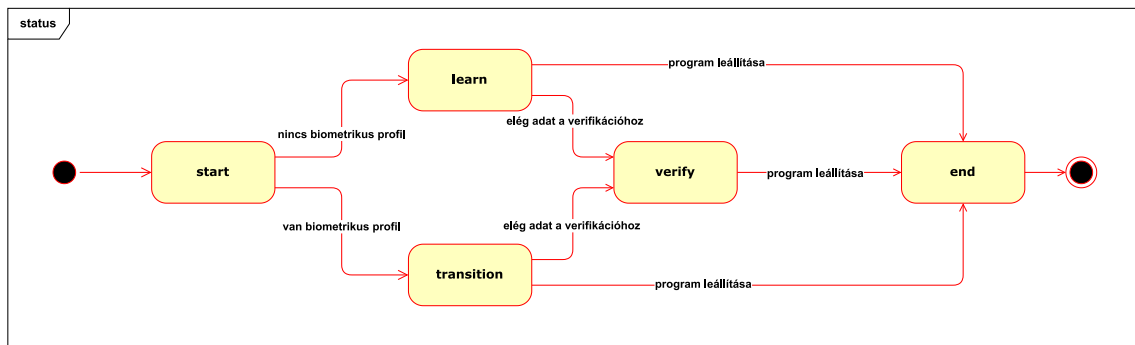 status
learn
program leállítása
elég adat a verifikációhoz
nincs biometrikus profil
start
verify
program leállítása
end
van biometrikus profil
elég adat a verifikációhoz
transition
program leállítása